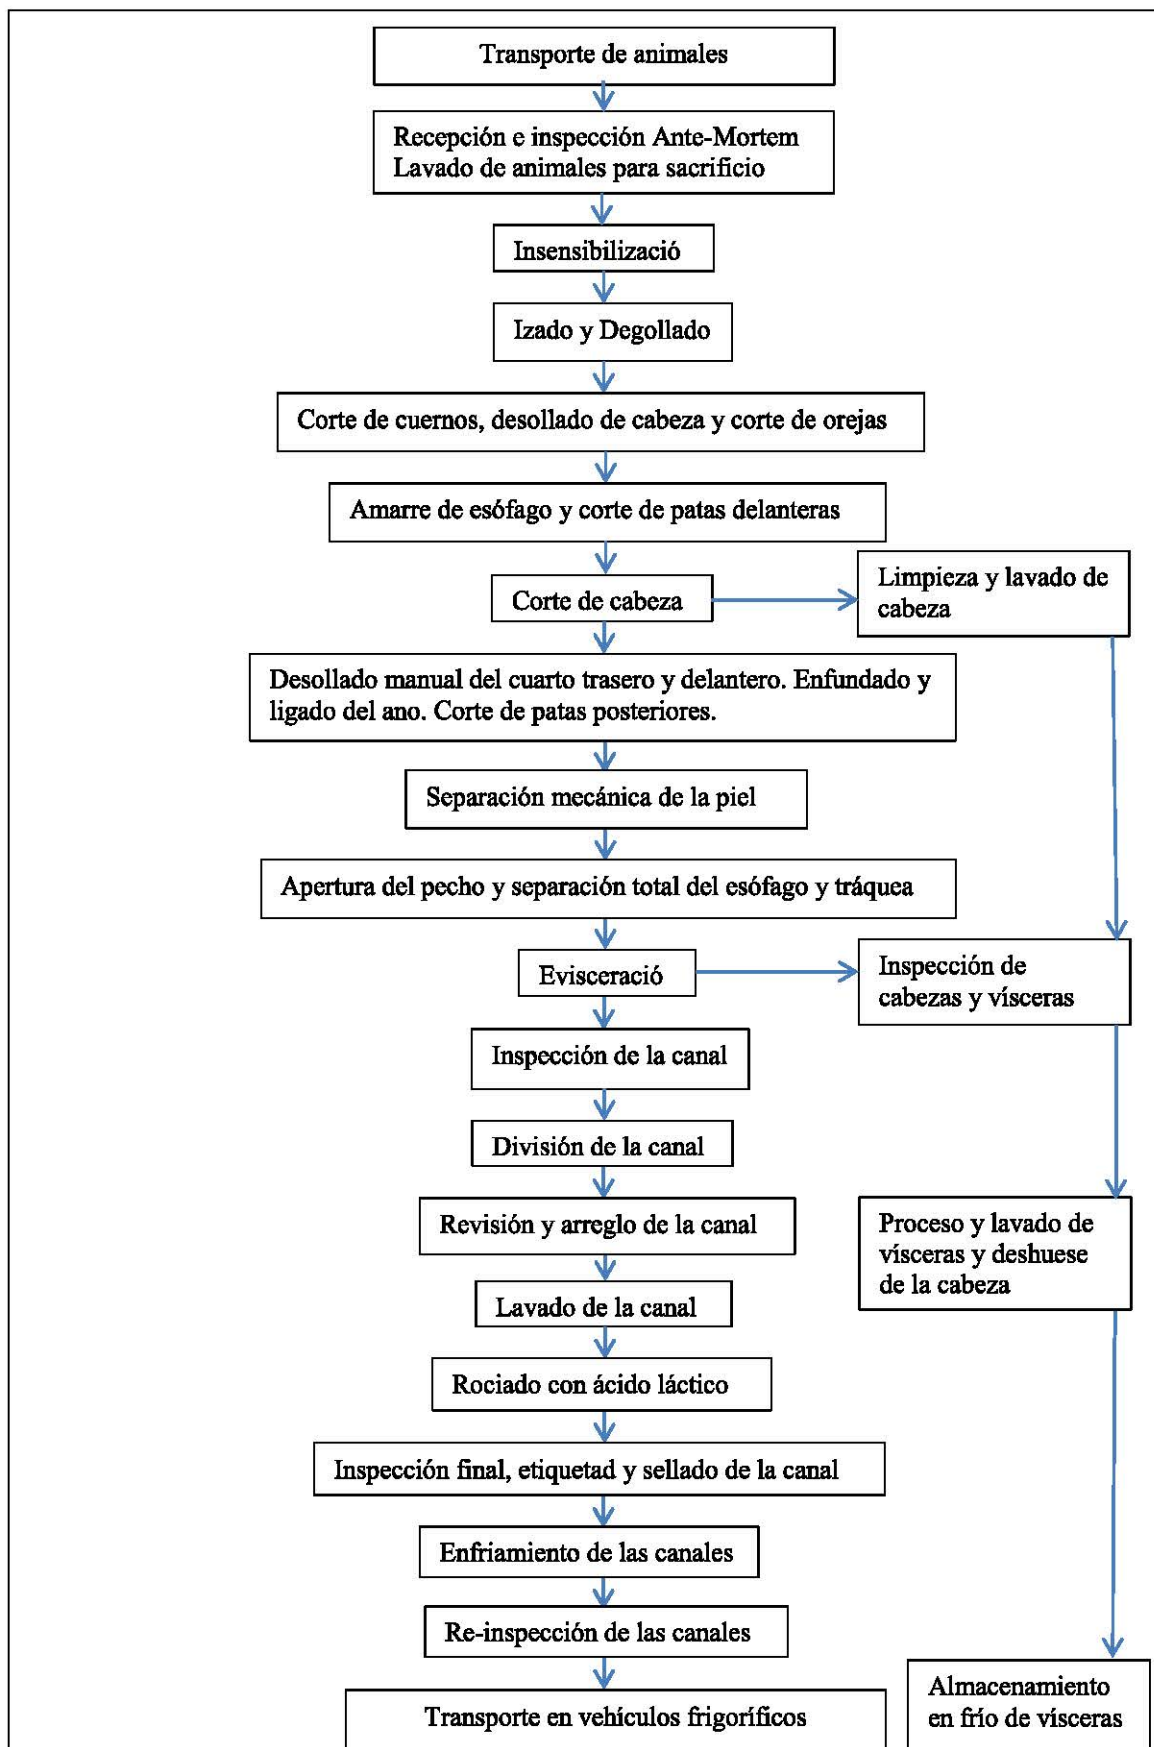 Transporte de animales
Recepción e inspección Ante-Mortem
Lavado de animales para sacrificio
Insensibilizació
Izado y Degollado
Corte de cuernos, desollado de cabeza y corte de orejas
Amarre de esófago y corte de patas delanteras
Corte de cabeza
Limpieza y lavado de
cabeza
Desollado manual del cuarto trasero y delantero. Enfundado y
ligado del ano. Corte de patas posteriores.
Separación mecánica de la piel
Apertura del pecho y separación total del esófago y tráquea
Evisceració
Inspección de
cabezas y vísceras
Inspección de la canal
División de la canal
Revisión y arreglo de la canal
Proceso y lavado de
vísceras y deshuese
de la cabeza
Lavado de la canal
Rociado con ácido láctico
Inspección final, etiquetad y sellado de la canal
Enfriamiento de las canales
Re-inspección de las canales
Transporte en vehículos frigoríficos
Almacenamiento
en frío de vísceras